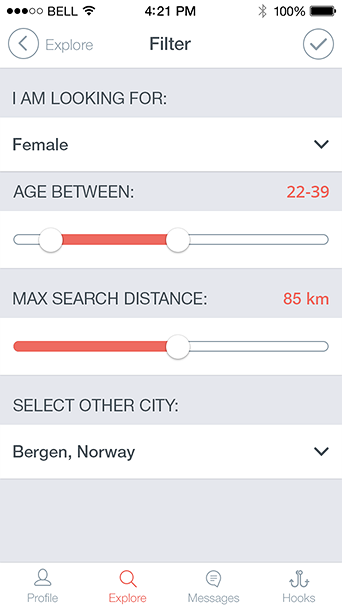 BELL 4:21 PM 100%
Explore Filter
I AM LOOKING FOR:
Female
AGE BETWEEN: 22-39
MAX SEARCH DISTANCE: 85 km
SELECT OTHER CITY:
Bergen, Norway
Profile Explore Messages Hooks